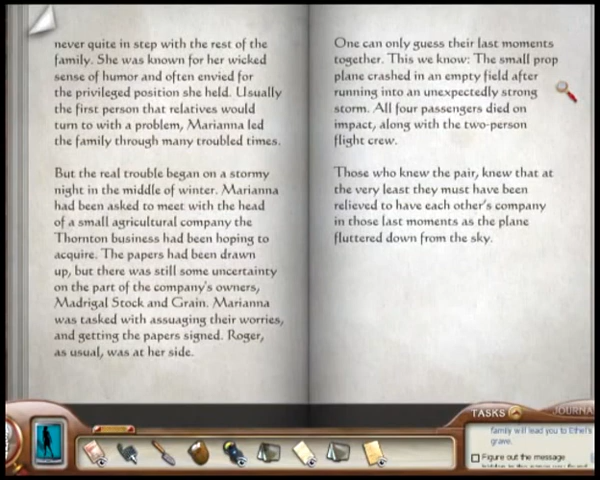 never quite in step with the rest of the
family. She was known for her wicked
sense of humor and often envied for
the privileged position she held. Usually
the first person that relatives would
turn to with a problem, Marianna led
the family through many troubled times.
But the real trouble began on a stormy
night in the middle of winter. Marianna
had been asked to meet with the head
of a small agricultural company the
Thornton business had been hoping to
acquire. The papers had been drawn
up, but there was still some uncertainty
on the part of the company's owners,
Madrigal Stock and Grain. Marianna
was tasked with assuaging their worries,
and getting the papers signed. Roger,
as usual, was at her side.
One can only guess their last moments
together. This we know: The small prop
plane crashed in an empty field after
running into an unexpectedly strong
storm. All four passengers died on
impact, along with the two-person
flight crew.
Those who knew the pair, knew that at
the very least they must have been
relieved to have each other's company
in those last moments as the plane
fluttered down from the sky.
TASKS
JOURNA
family will lead you to Ethel's
grave.
Figure out the message